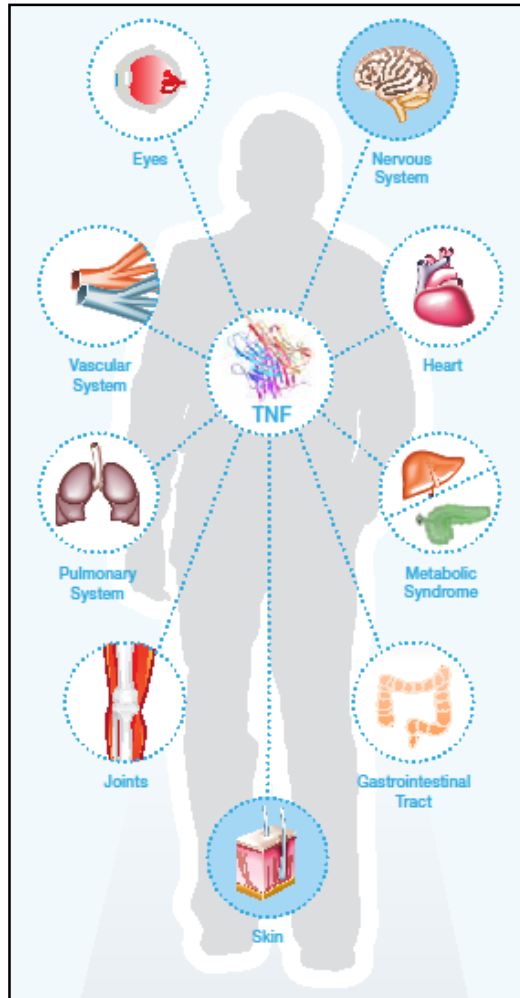 Eyes
Nervous
System
Vascular
System
Heart
TNF
Pulmonary
System
Metabolic
Syndrome
Joints
Gastrointestinal
Tract
Skin